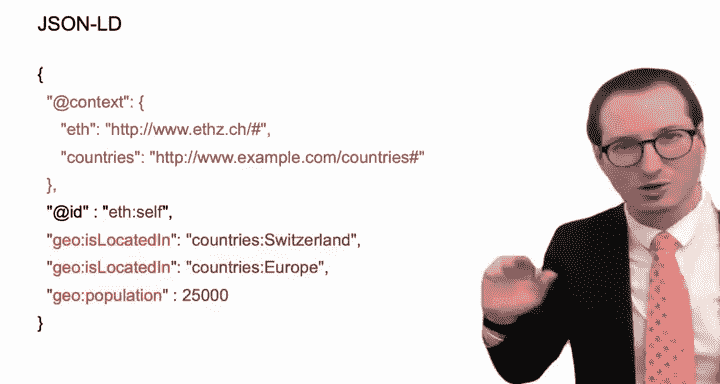 JSON-LD
{
"@context": {
"eth": "http://www.ethz.ch/#",
"countries": "http://www.example.com/countries#"
},
"@id" : "eth:self",
"geo:isLocatedIn": "countries:Switzerland",
"geo:isLocatedIn": "countries:Europe",
"geo:population" : 25000
}